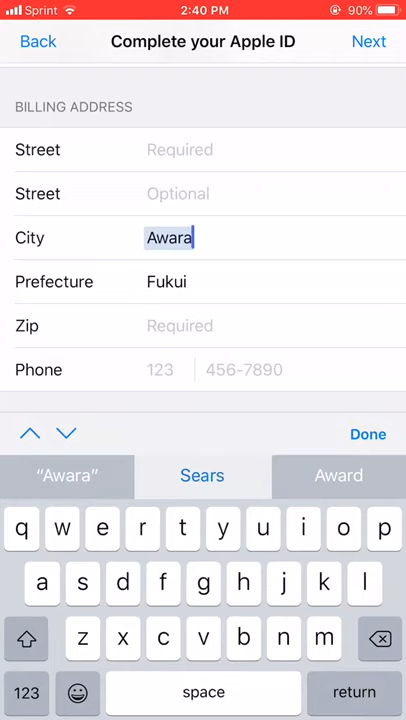 Sprint 2:40 PM 90%
Back Complete your Apple ID Next
BILLING ADDRESS
Street Required
Street Optional
City Awara
Prefecture Fukui
Zip Required
Phone 123 456-7890
Done
“Awara” Sears Award
q w e r t y u i o p
a s d f g h j k l
z x c v b n m
123 space return